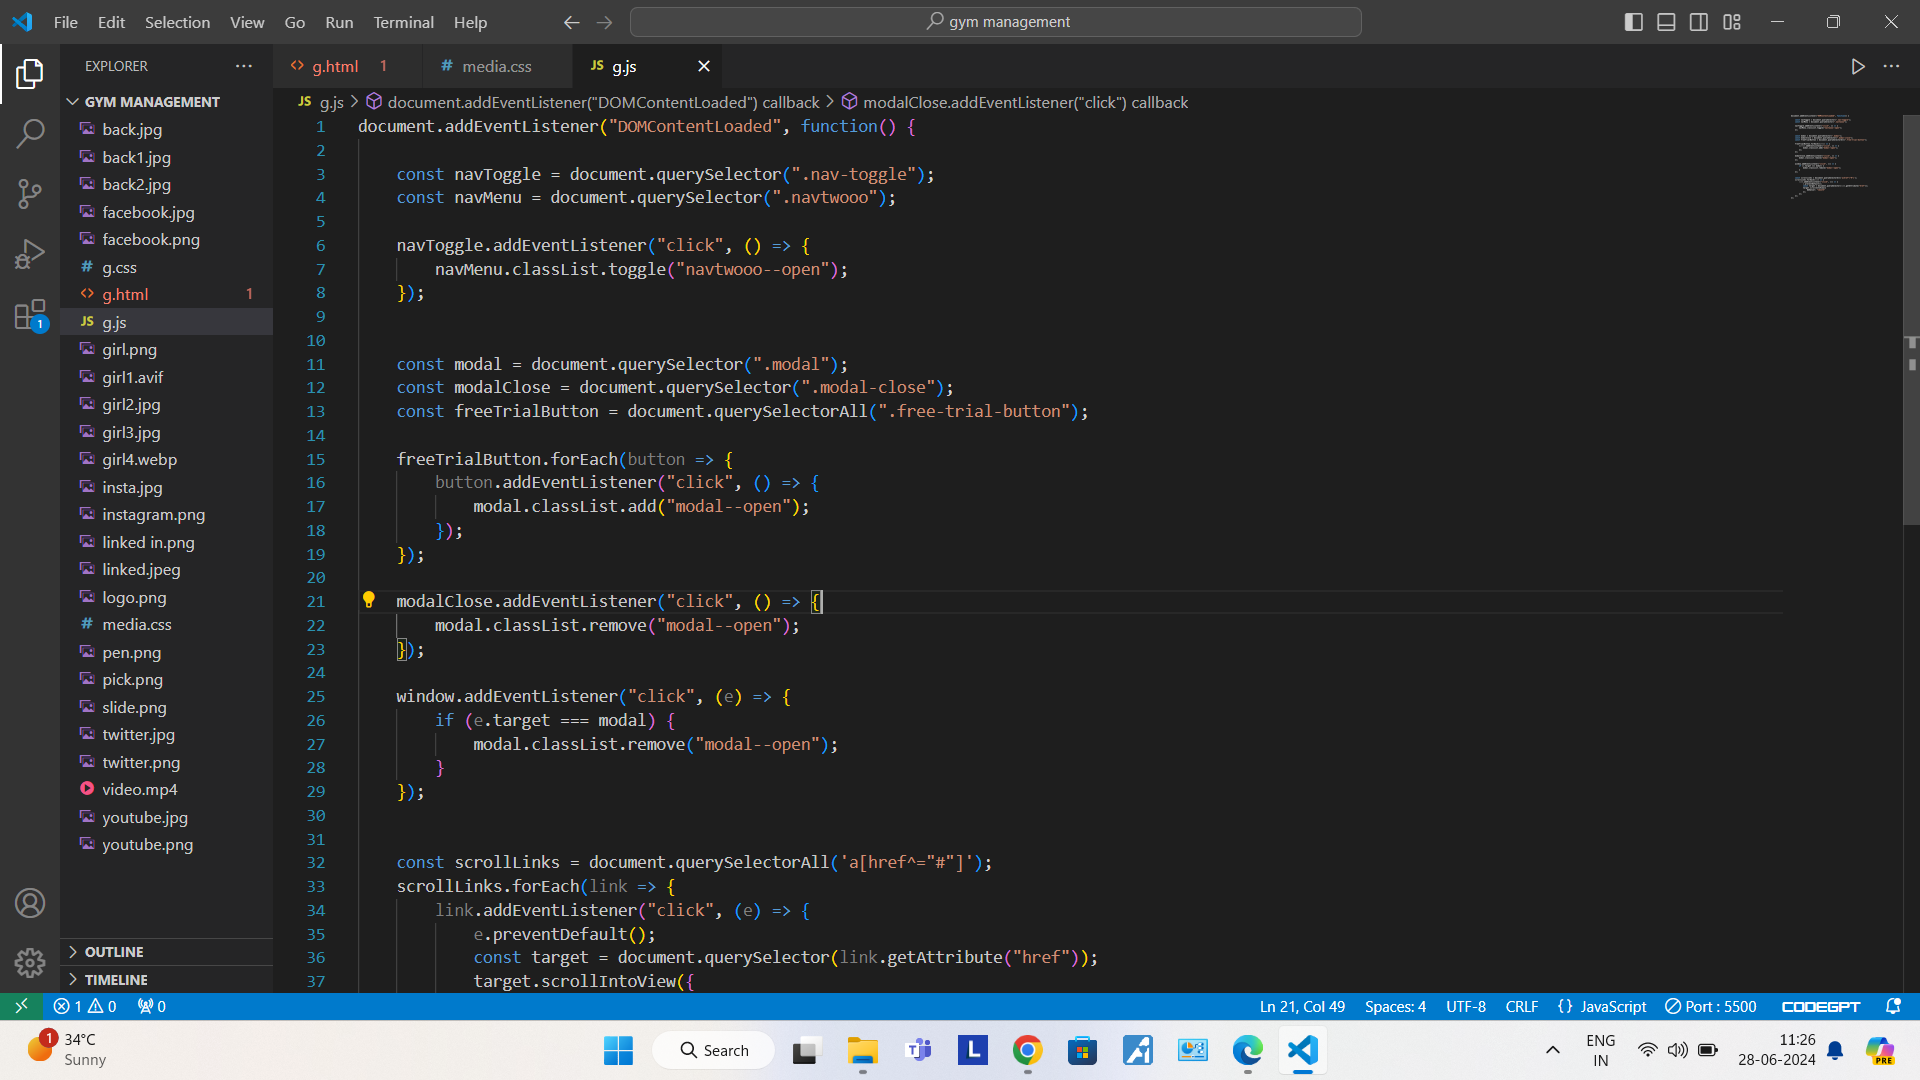 File Edit Selection View Go Run Terminal Help
gym management
EXPLORER
GYM MANAGEMENT
back.jpg
back1.jpg
back2.jpg
facebook.jpg
facebook.png
# g.css
<> g.html 1
JS g.js
girl.png
girl1.avif
girl2.jpg
girl3.jpg
girl4.webp
insta.jpg
instagram.png
linked in.png
linked.jpeg
logo.png
# media.css
pen.png
pick.png
slide.png
twitter.jpg
twitter.png
video.mp4
youtube.jpg
youtube.png
OUTLINE
TIMELINE
1
<> g.html 1 # media.css JS g.js
JS g.js > document.addEventListener("DOMContentLoaded") callback > modalClose.addEventListener("click") callback
1 document.addEventListener("DOMContentLoaded", function() {
2
3 const navToggle = document.querySelector(".nav-toggle");
4 const navMenu = document.querySelector(".navtwooo");
5
6 navToggle.addEventListener("click", () => {
7 navMenu.classList.toggle("navtwooo--open");
8 });
9
10
11 const modal = document.querySelector(".modal");
12 const modalClose = document.querySelector(".modal-close");
13 const freeTrialButton = document.querySelectorAll(".free-trial-button");
14
15 freeTrialButton.forEach(button => {
16 button.addEventListener("click", () => {
17 modal.classList.add("modal--open");
18 });
19 });
20
21 modalClose.addEventListener("click", () => {
22 modal.classList.remove("modal--open");
23 });
24
25 window.addEventListener("click", (e) => {
26 if (e.target === modal) {
27 modal.classList.remove("modal--open");
28 }
29 });
30
31
32 const scrollLinks = document.querySelectorAll('a[href^="#"]');
33 scrollLinks.forEach(link => {
34 link.addEventListener("click", (e) => {
35 e.preventDefault();
36 const target = document.querySelector(link.getAttribute("href"));
37 target.scrollIntoView({
1 0 0 Ln 21, Col 49 Spaces: 4 UTF-8 CRLF {} JavaScript Port : 5500 CODEGPT
1 34°C
Sunny
Search
L
PRE
ENG
IN
11:26
28-06-2024